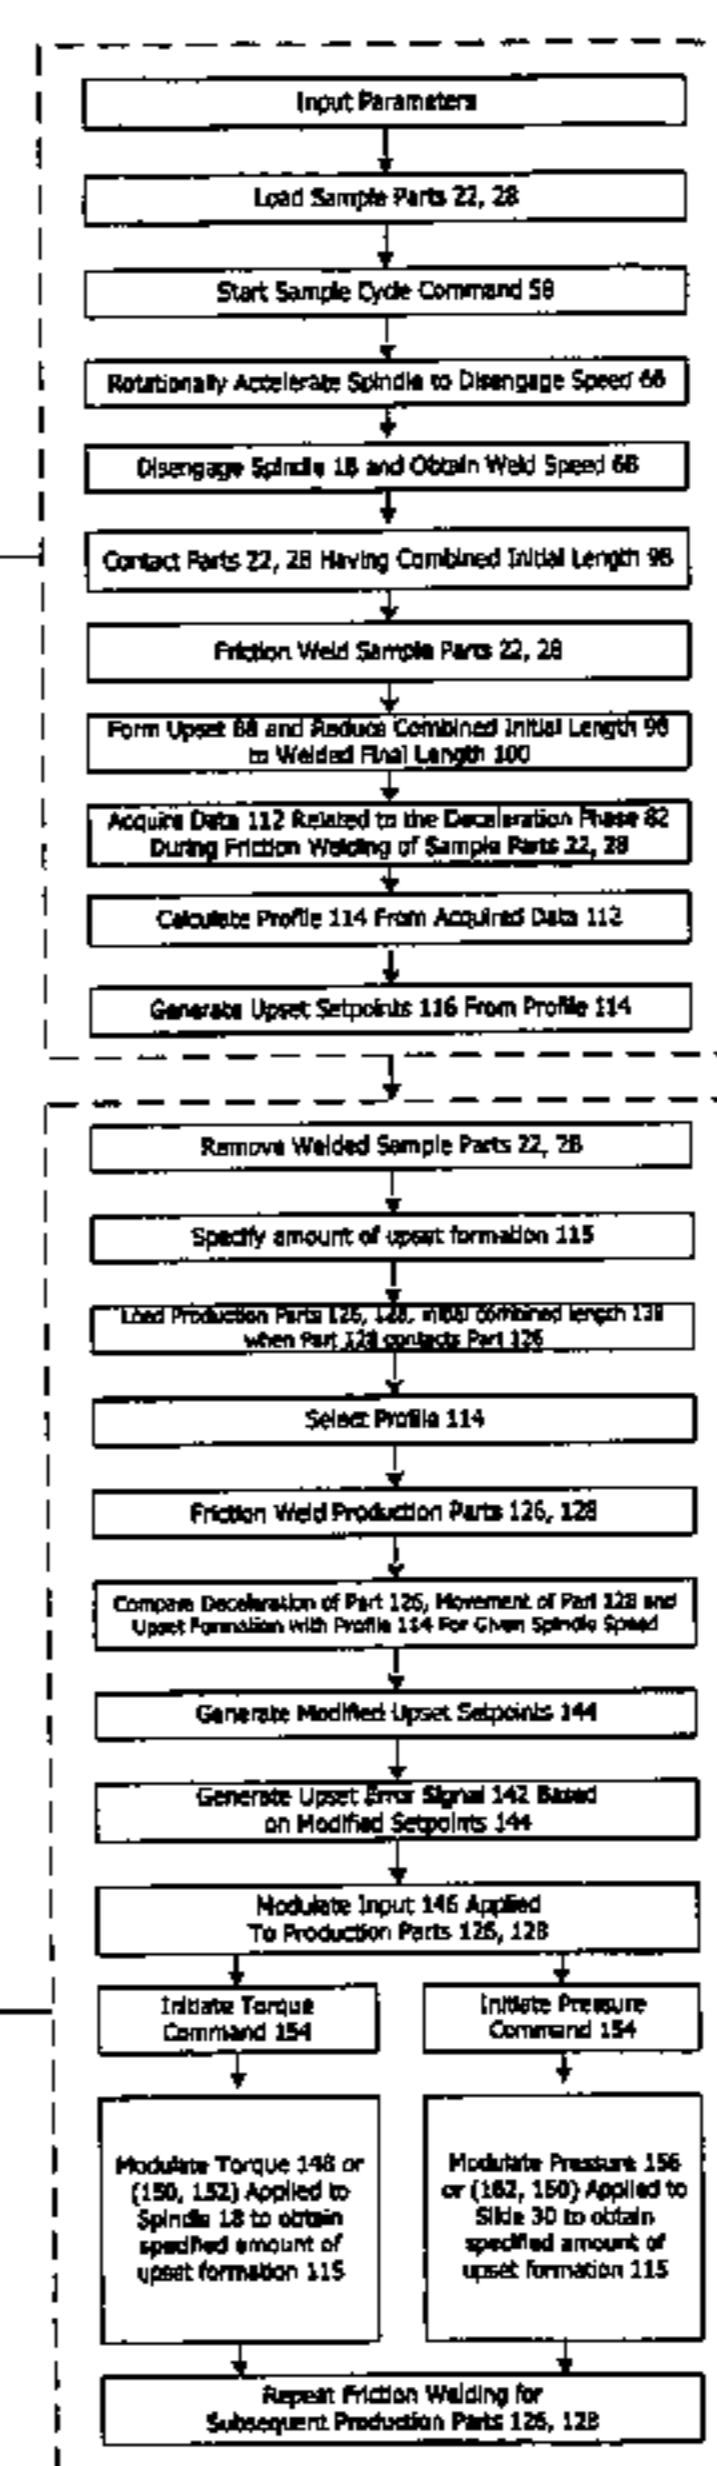 Input Parameters
Load Sample Parts 22, 28
Start Sample Cycle Command 58
Rotationally Accelerate Spindle to Disengage Speed 66
Disengage Spindle 18 and Obtain Weld Speed 68
Contact Parts 22, 28 Having Combined Initial Length 98
Friction Weld Sample Parts 22, 28
Form Upset 88 and Reduce Combined Initial Length 98
to Welded Final Length 100
Acquire Data 112 Related to the Deceleration Phase 82
During Friction Welding of Sample Parts 22, 28
Calculate Profile 114 From Acquired Data 112
Generate Upset Setpoints 116 From Profile 114
Remove Welded Sample Parts 22, 28
Specify amount of upset formation 115
Load Production Parts 126, 128, initial combined length 138
when Part 128 contacts Part 126
Select Profile 114
Friction Weld Production Parts 126, 128
Compare Deceleration of Part 126, Movement of Part 128 and
Upset Formation with Profile 114 For Given Spindle Speed
Generate Modified Upset Setpoints 144
Generate Upset Error Signal 142 Based
on Modified Setpoints 144
Modulate Input 146 Applied
To Production Parts 126, 128
Initiate Torque
Command 154
Initiate Pressure
Command 154
Modulate Torque 148 or
(150, 152) Applied to
Spindle 18 to obtain
specified amount of
upset formation 115
Modulate Pressure 156
or (162, 160) Applied to
Slide 30 to obtain
specified amount of
upset formation 115
Repeat Friction Welding for
Subsequent Production Parts 126, 128